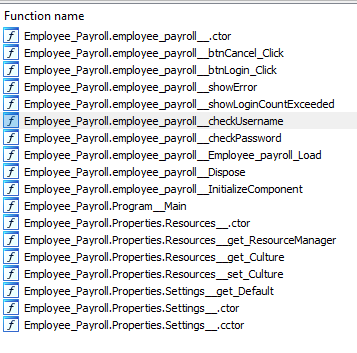 Function name
Employee_Payroll.employee_payroll__.ctor
Employee_Payroll.employee_payroll__btnCancel_Click
Employee_Payroll.employee_payroll__btnLogin_Click
Employee_Payroll.employee_payroll__showError
Employee_Payroll.employee_payroll__showLoginCountExceeded
Employee_Payroll.employee_payroll__checkUsername
Employee_Payroll.employee_payroll__checkPassword
Employee_Payroll.employee_payroll__Employee_payroll_Load
Employee_Payroll.employee_payroll__Dispose
Employee_Payroll.employee_payroll__InitializeComponent
Employee_Payroll.Program__Main
Employee_Payroll.Properties.Resources__.ctor
Employee_Payroll.Properties.Resources__get_ResourceManager
Employee_Payroll.Properties.Resources__get_Culture
Employee_Payroll.Properties.Resources__set_Culture
Employee_Payroll.Properties.Settings__get_Default
Employee_Payroll.Properties.Settings__.ctor
Employee_Payroll.Properties.Settings__.cctor